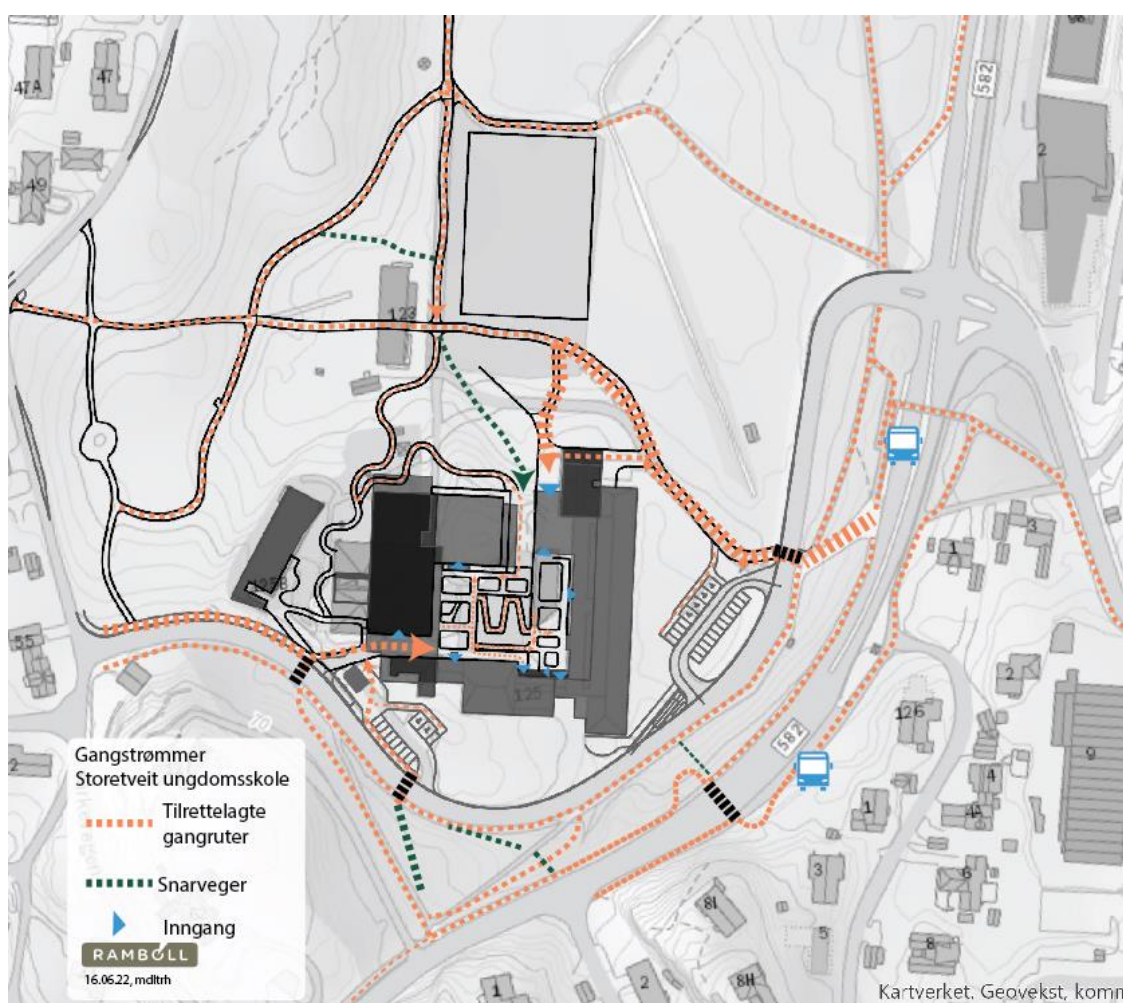 47A
47
49
582
2
123
125B
125
55
1
3
2
126
582
9
4
4A
1
3
6
5
8I
8
8H
2
1
2
70
Gangstrømmer
Storetveit ungdomsskole
Tilrettelagte
gangruter
Snarveger
Inngang
RAMBOLL
16.06.22, mdltrh
Kartverket. Geovekst, komm